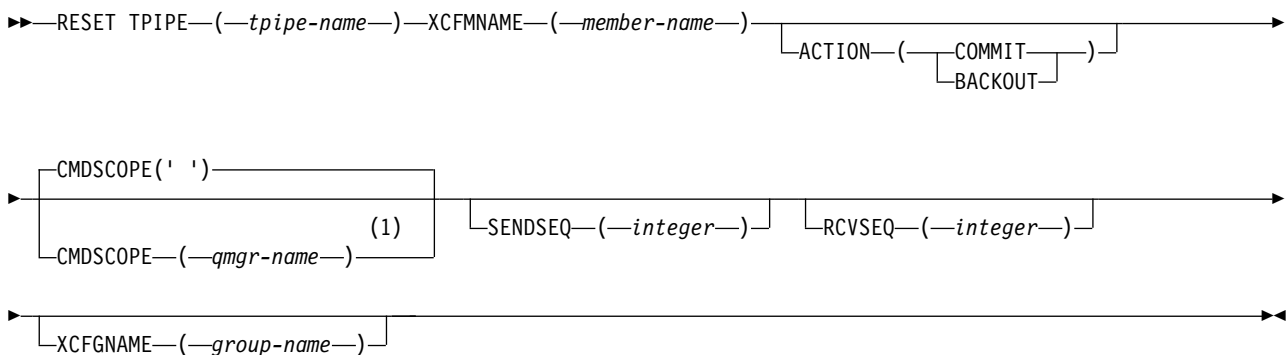 RESET TPIPE ( tpipe-name ) XCFMNAME ( member-name )
ACTION ( COMMIT )
BACKOUT
CMDSCOPE(' ')
(1)
CMDSCOPE ( qmgr-name )
SENDSEQ ( integer )
RCVSEQ ( integer )
XCFGNAME ( group-name )